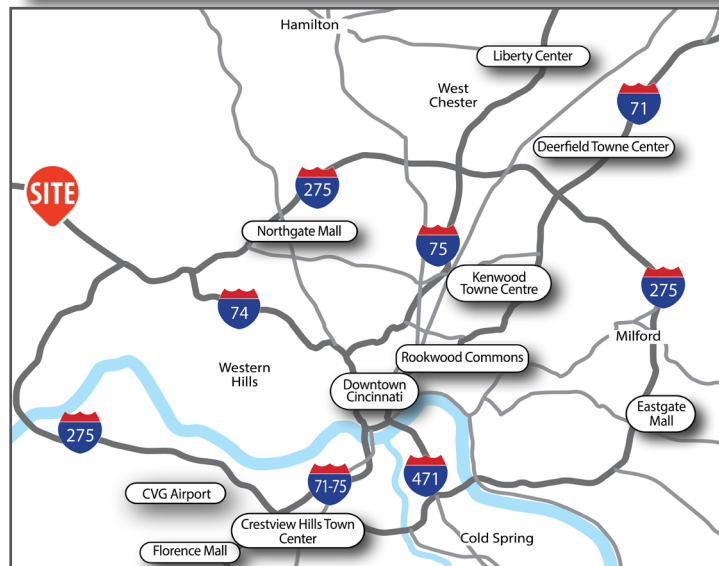 Hamilton
Liberty Center
West
Chester
71
Deerfield Towne Center
SITE
275
Northgate Mall
75
Kenwood
Towne Centre
275
74
Milford
Rookwood Commons
Western
Hills
Downtown
Cincinnati
Eastgate
Mall
275
71-75
471
CVG Airport
Crestview Hills Town
Center
Cold Spring
Florence Mall